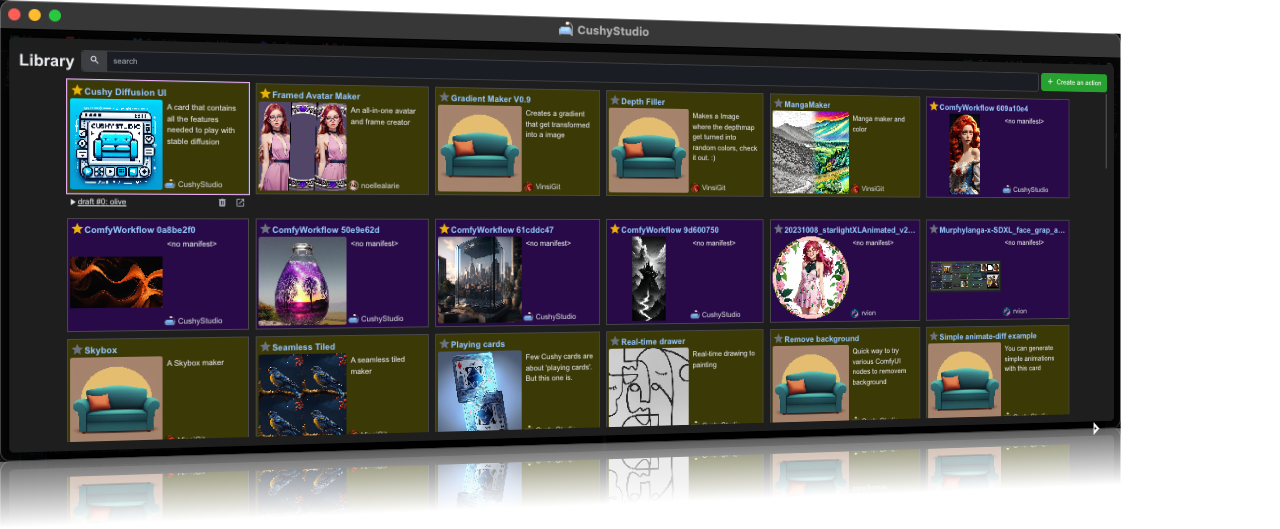 CushyStudio
Library
search
+ Create an action
Cushy Diffusion UI
A card that contains
all the features
needed to play with
stable diffusion
CUSHY STUDIO
CushyStudio
draft #0: olive
Framed Avatar Maker
An all-in-one avatar
and frame creator
noellealarie
Gradient Maker V0.9
Creates a gradient
that get transformed
into a image
VinsiGit
Depth Filler
Makes a Image
where the depthmap
get turned into
random colors, check
it out. :)
VinsiGit
MangaMaker
Manga maker and
color
VinsiGit
ComfyWorkflow 609a10e4
<no manifest>
CushyStudio
ComfyWorkflow 0a8be2f0
<no manifest>
CushyStudio
ComfyWorkflow 50e9e62d
<no manifest>
CushyStudio
ComfyWorkflow 61cddc47
<no manifest>
CushyStudio
ComfyWorkflow 9d600750
<no manifest>
CushyStudio
20231008_starlightXLAnimated_v2...
<no manifest>
rvion
Murphylanga-x-SDXL_face_grap_a...
<no manifest>
rvion
Skybox
A Skybox maker
Seamless Tiled
A seamless tiled
maker
Playing cards
Few Cushy cards are
about 'playing cards'.
But this one is.
Real-time drawer
Real-time drawing to
painting
Remove background
Quick way to try
various ComfyUI
nodes to removem
background
Simple animate-diff example
You can generate
simple animations
with this card